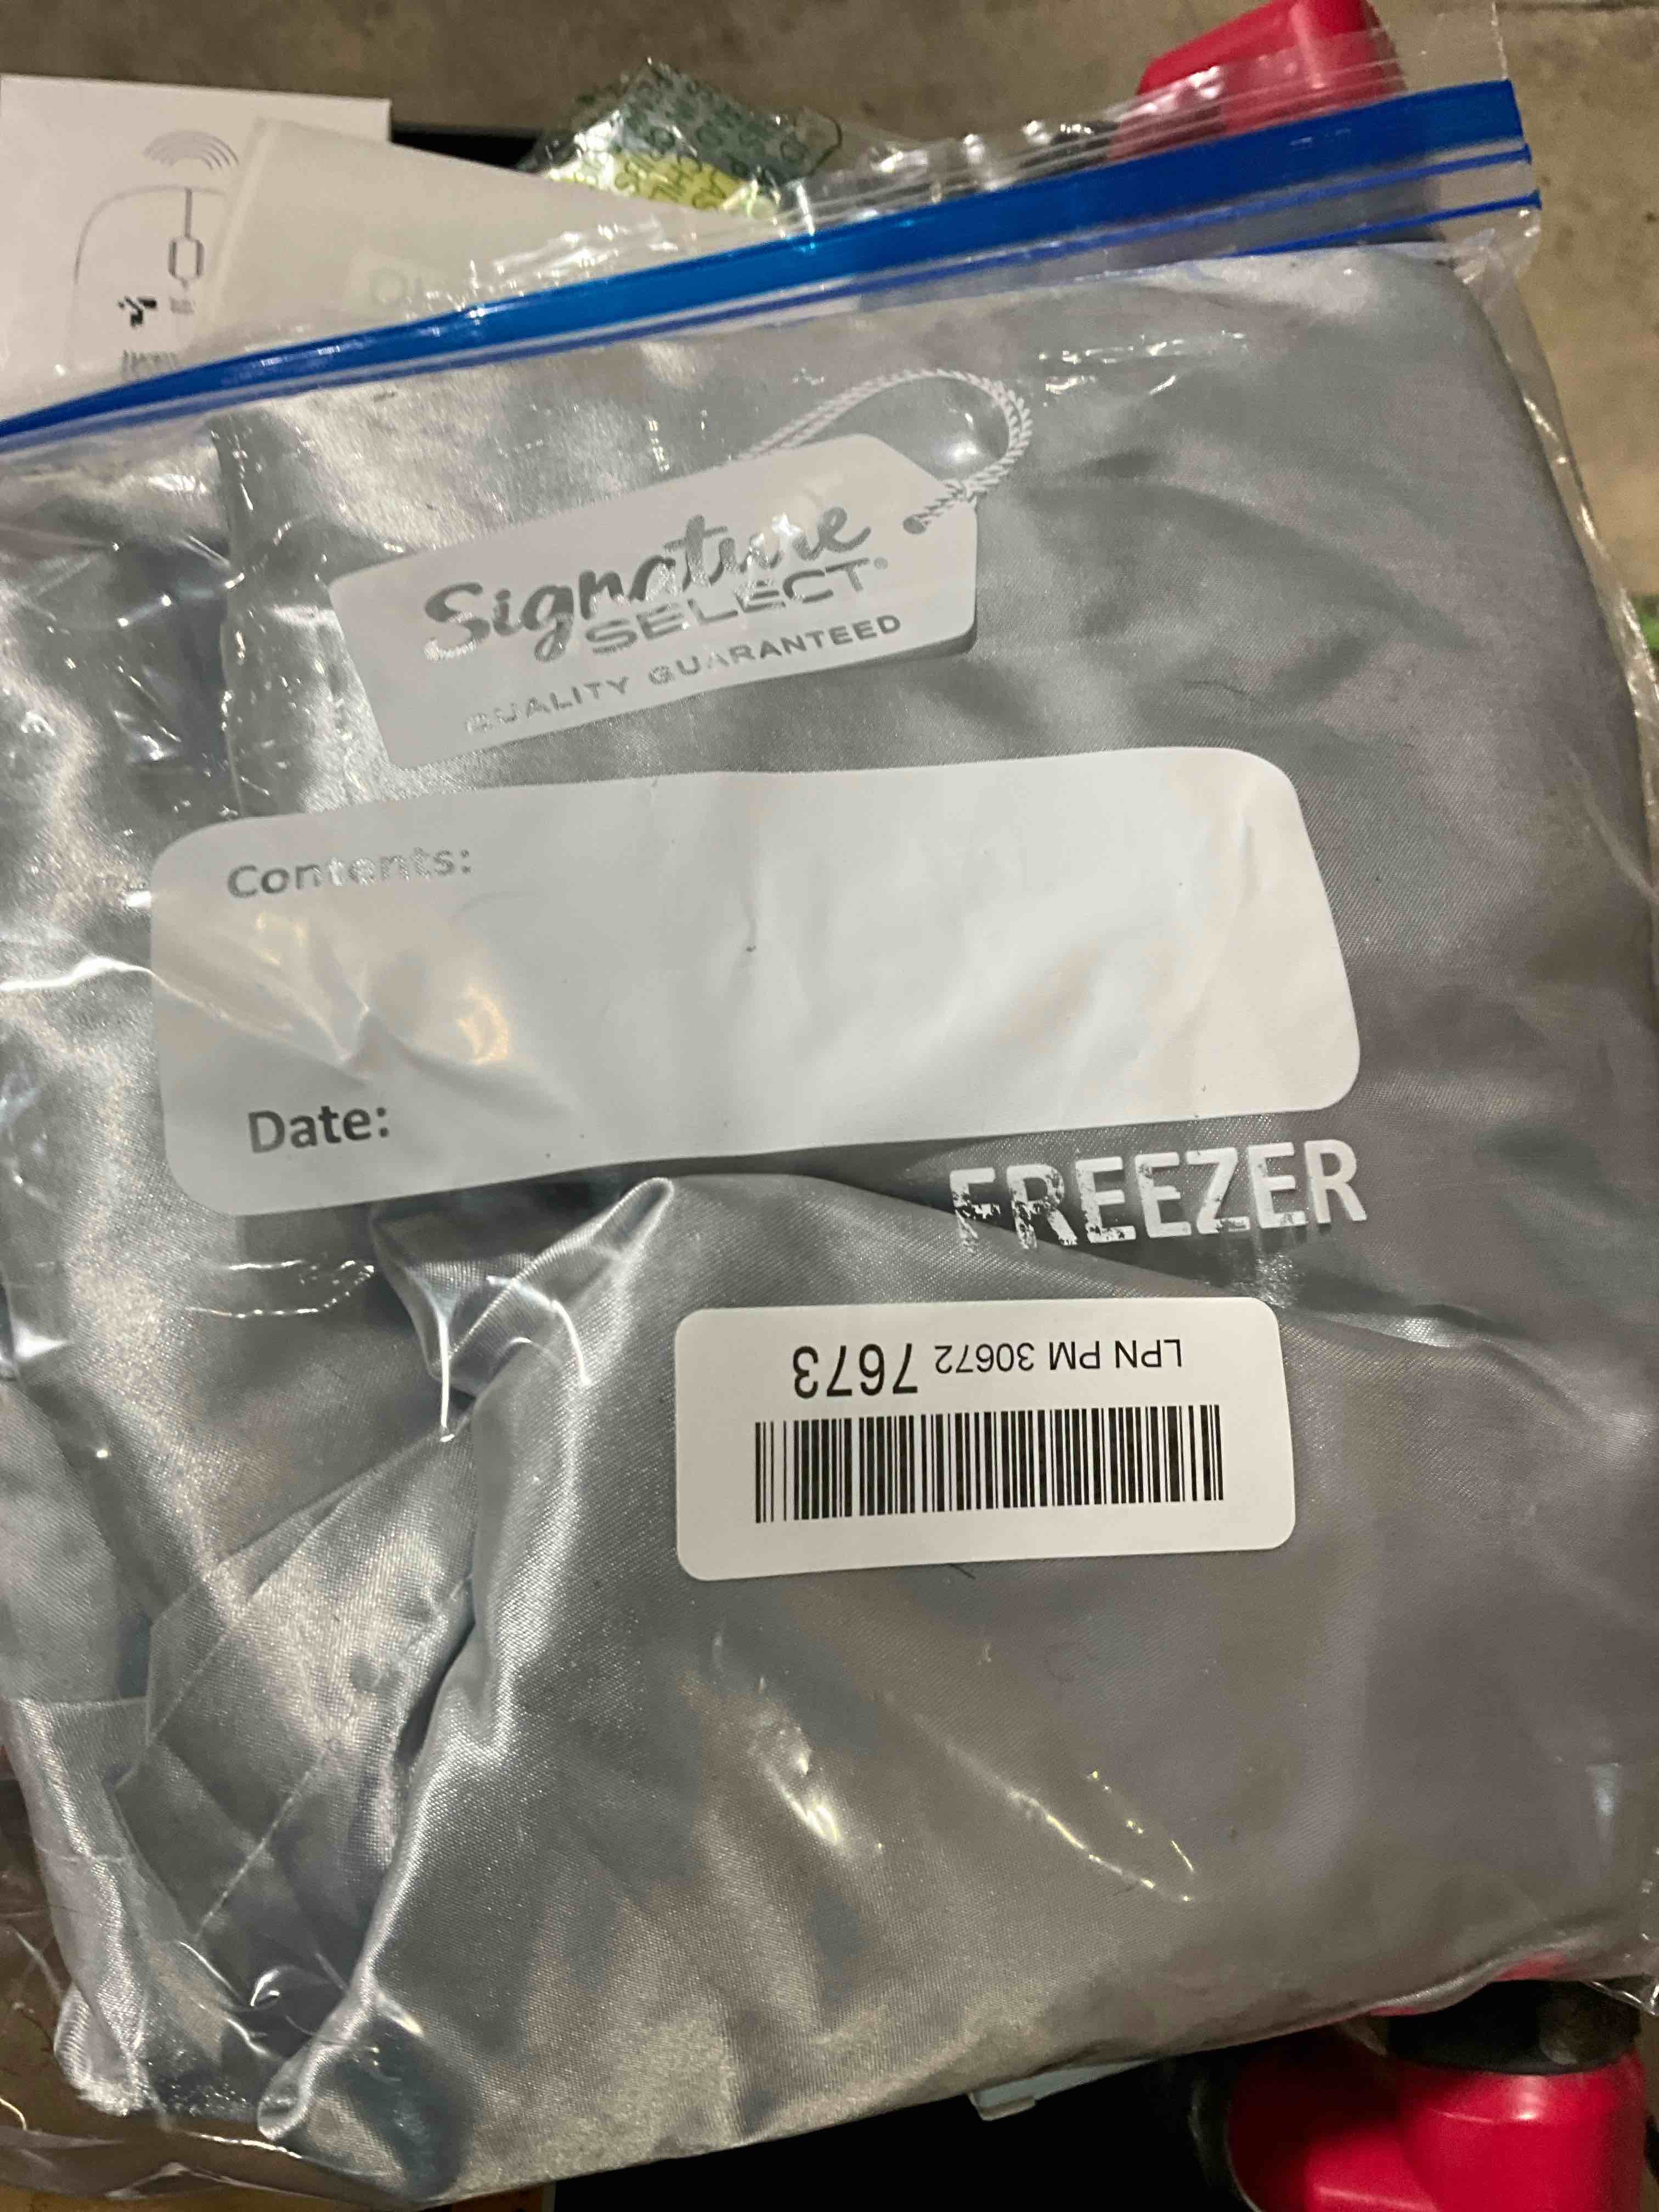 Signature
SELECT®
QUALITY GUARANTEED
Contents:
Date:
FREEZER
LPN PM 30672 7673